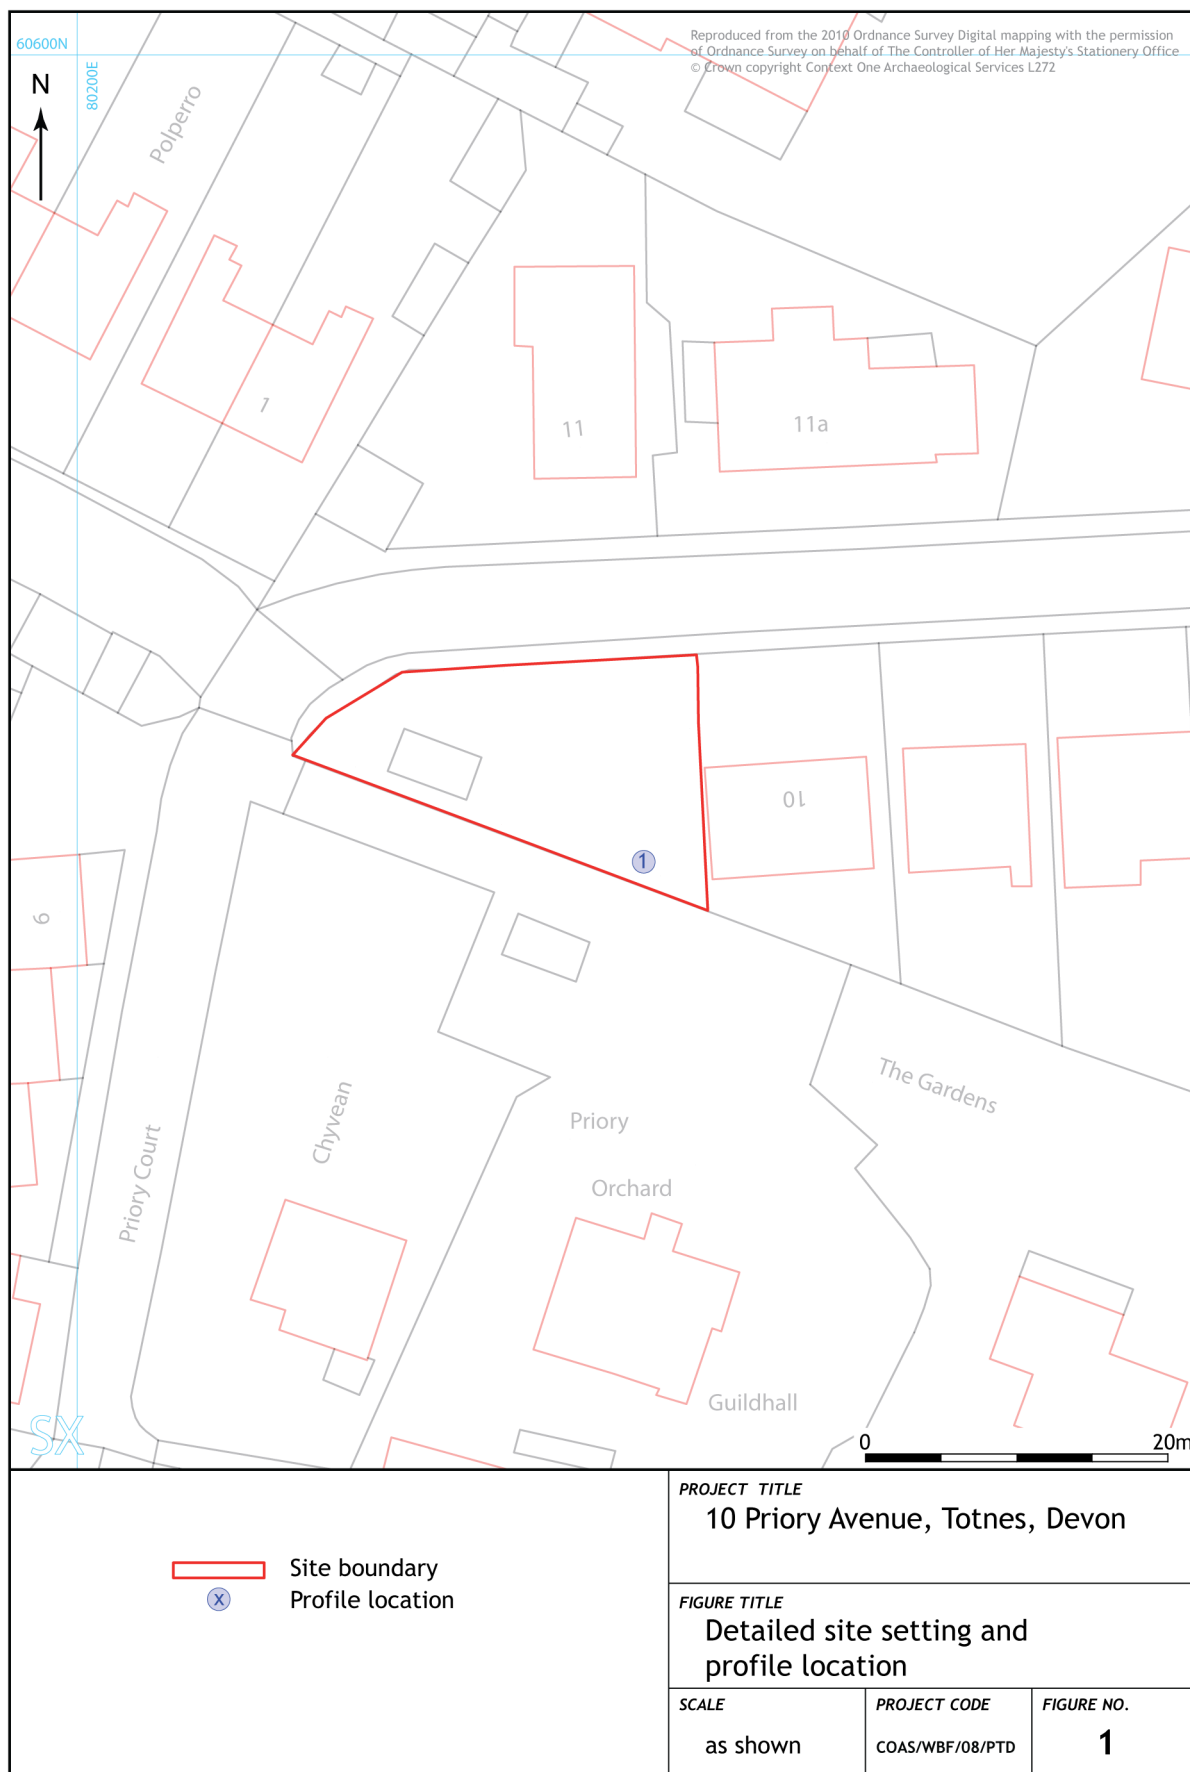 Reproduced from the 2010 Ordnance Survey Digital mapping with the permission
of Ordnance Survey on behalf of The Controller of Her Majesty's Stationery Office
© Crown copyright Context One Archaeological Services L272
60600N
80200E
N
Polperro
1
11
11a
10
1
6
The Gardens
Chyvean
Priory Court
Priory
Orchard
Guildhall
SX
0 20m
Site boundary
X Profile location
PROJECT TITLE
10 Priory Avenue, Totnes, Devon
FIGURE TITLE
Detailed site setting and
profile location
SCALE
as shown
PROJECT CODE
COAS/WBF/08/PTD
FIGURE NO.
1